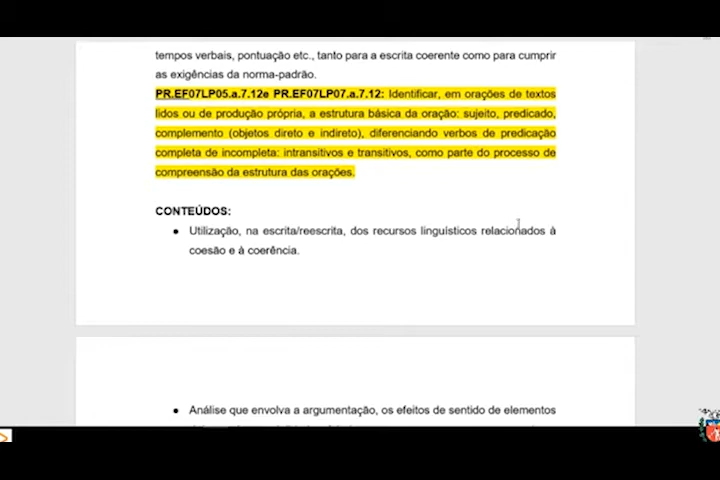 tempos verbais, pontuação etc., tanto para a escrita coerente como para cumprir
as exigências da norma-padrão.
PR.EF07LP05.a.7.12e PR.EF07LP07.a.7.12: Identificar, em orações de textos
lidos ou de produção própria, a estrutura básica da oração: sujeito, predicado,
complemento (objetos direto e indireto), diferenciando verbos de predicação
completa de incompleta: intransitivos e transitivos, como parte do processo de
compreensão da estrutura das orações.
CONTEÚDOS:
● Utilização, na escrita/reescrita, dos recursos linguísticos relacionados à
coesão e à coerência.
● Análise que envolva a argumentação, os efeitos de sentido de elementos